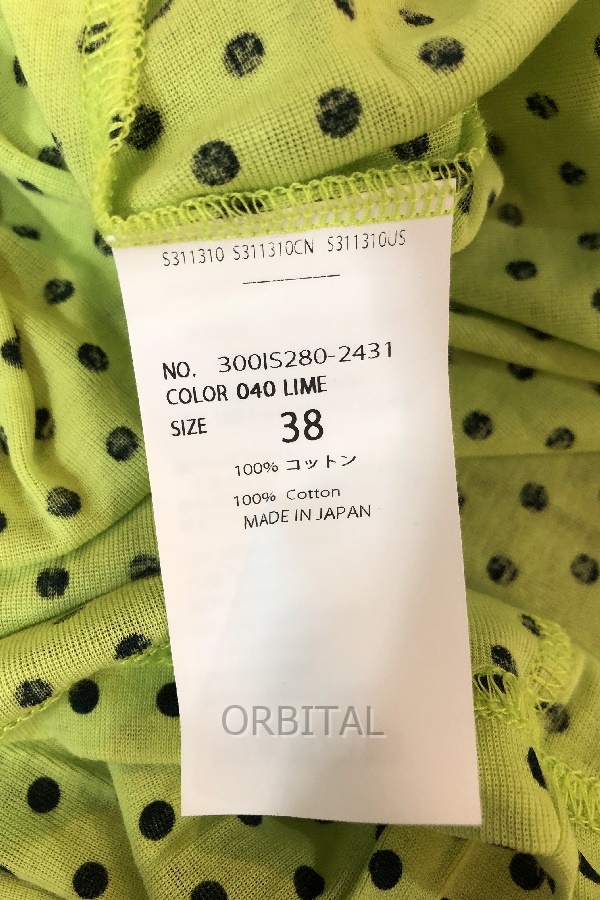 S311310 S311310CN S311310US
NO. 300IS280-2431
COLOR 040 LIME
SIZE 38
100% コットン
100% Cotton
MADE IN JAPAN
ORBITAL